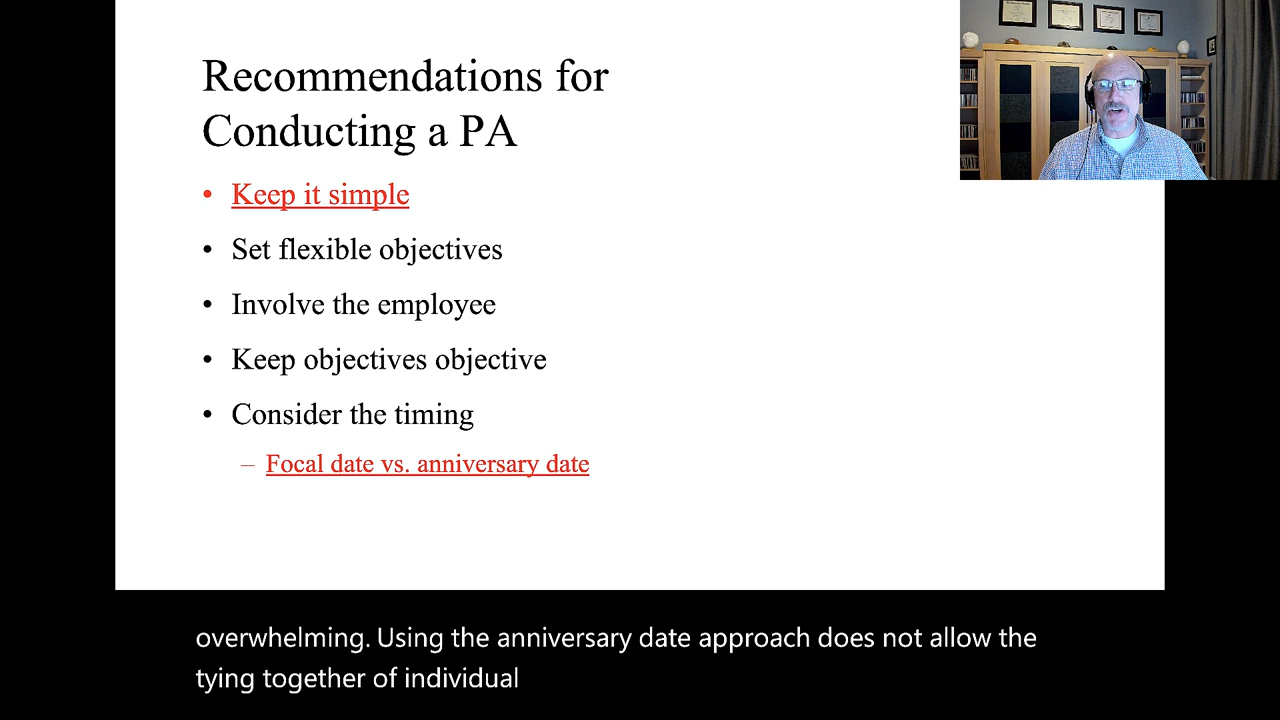 Recommendations for
Conducting a PA
• Keep it simple
• Set flexible objectives
• Involve the employee
• Keep objectives objective
• Consider the timing
– Focal date vs. anniversary date
overwhelming. Using the anniversary date approach does not allow the
tying together of individual